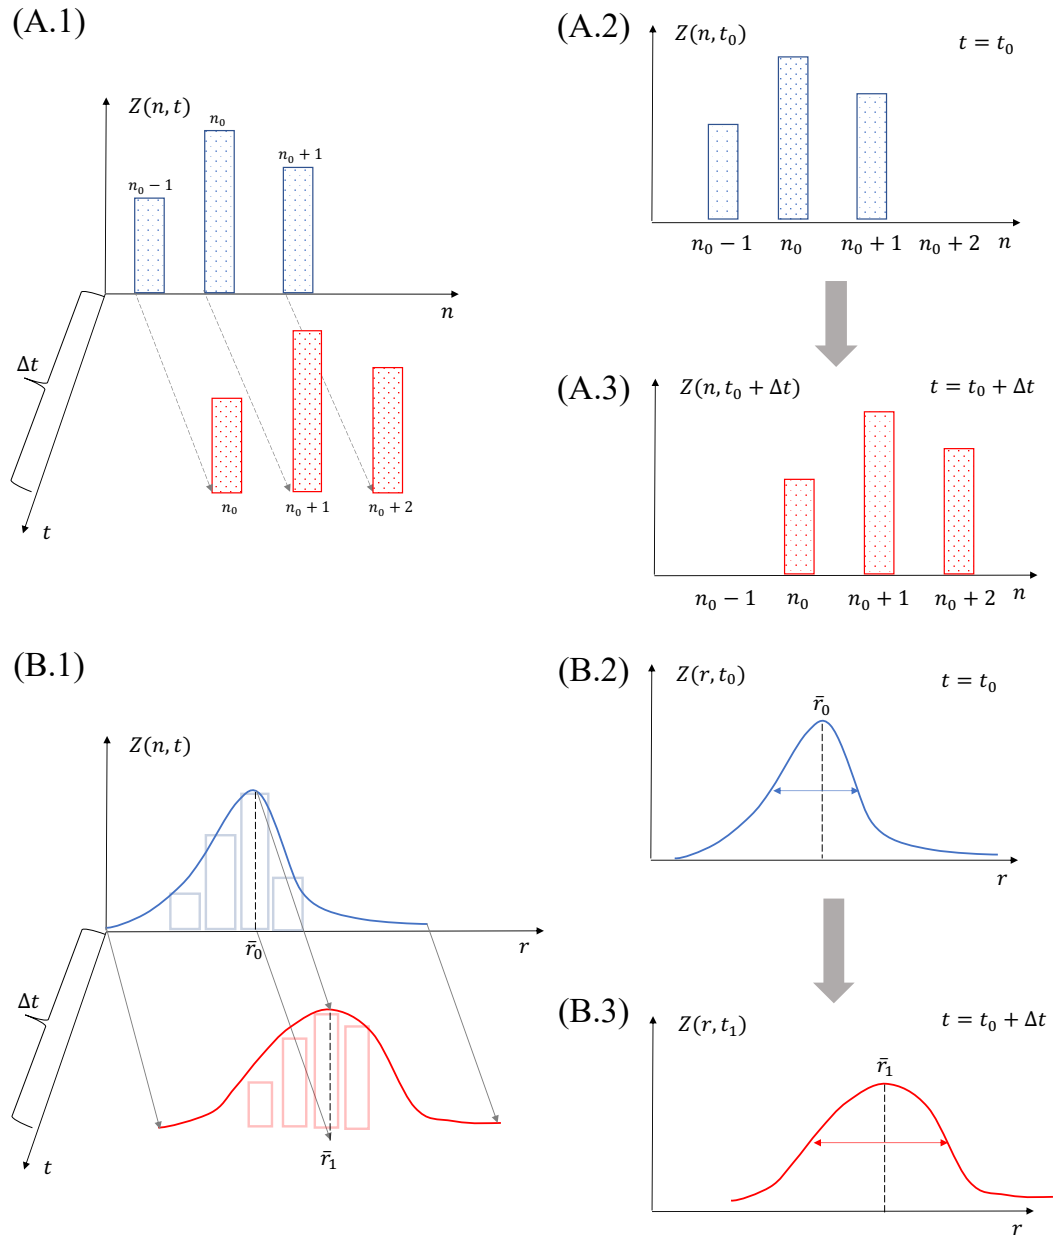 (A.1)
Z(n, t)
n₀
n₀ + 1
n₀ − 1
n
Δt
n₀
n₀ + 1
n₀ + 2
t
(A.2)
Z(n, t₀)
t = t₀
n₀ − 1
n₀
n₀ + 1
n₀ + 2
n
(A.3)
Z(n, t₀ + Δt)
t = t₀ + Δt
n₀ − 1
n₀
n₀ + 1
n₀ + 2
n
(B.1)
Z(n, t)
r̄₀
r
Δt
r̄₁
t
(B.2)
Z(r, t₀)
t = t₀
r̄₀
r
(B.3)
Z(r, t₁)
t = t₀ + Δt
r̄₁
r